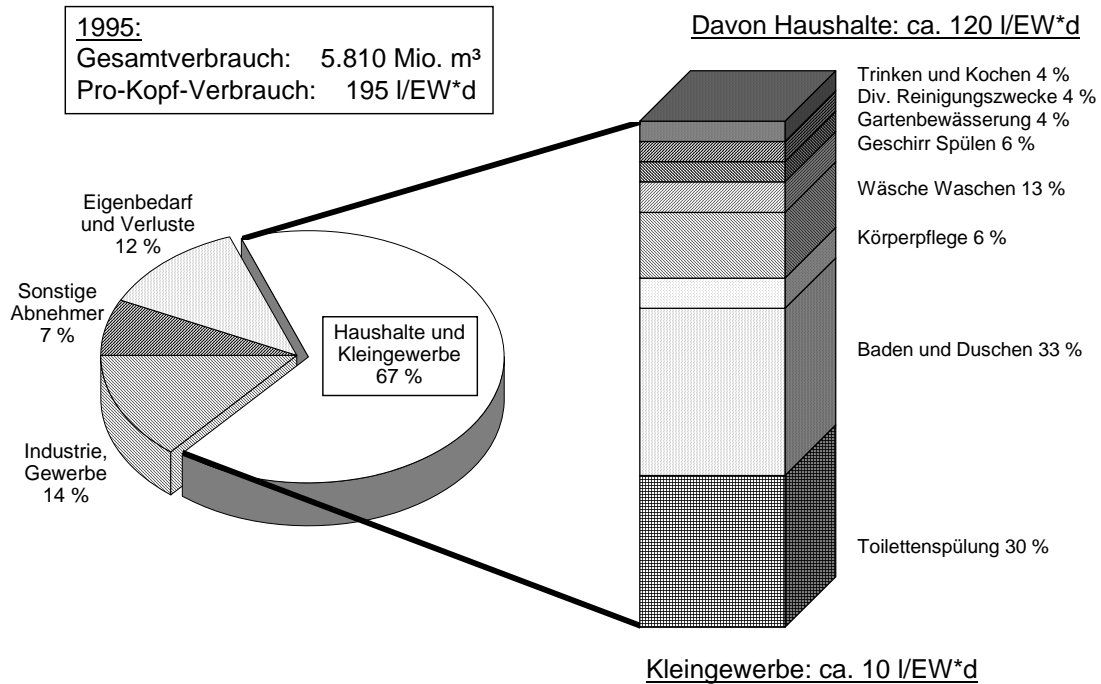 1995:
Gesamtverbrauch: 5.810 Mio. m³
Pro-Kopf-Verbrauch: 195 l/EW*d
Eigenbedarf
und Verluste
12 %
Sonstige
Abnehmer
7 %
Industrie,
Gewerbe
14 %
Haushalte und
Kleingewerbe
67 %
Davon Haushalte: ca. 120 l/EW*d
Trinken und Kochen 4 %
Div. Reinigungszwecke 4 %
Gartenbewässerung 4 %
Geschirr Spülen 6 %
Wäsche Waschen 13 %
Körperpflege 6 %
Baden und Duschen 33 %
Toilettenspülung 30 %
Kleingewerbe: ca. 10 l/EW*d